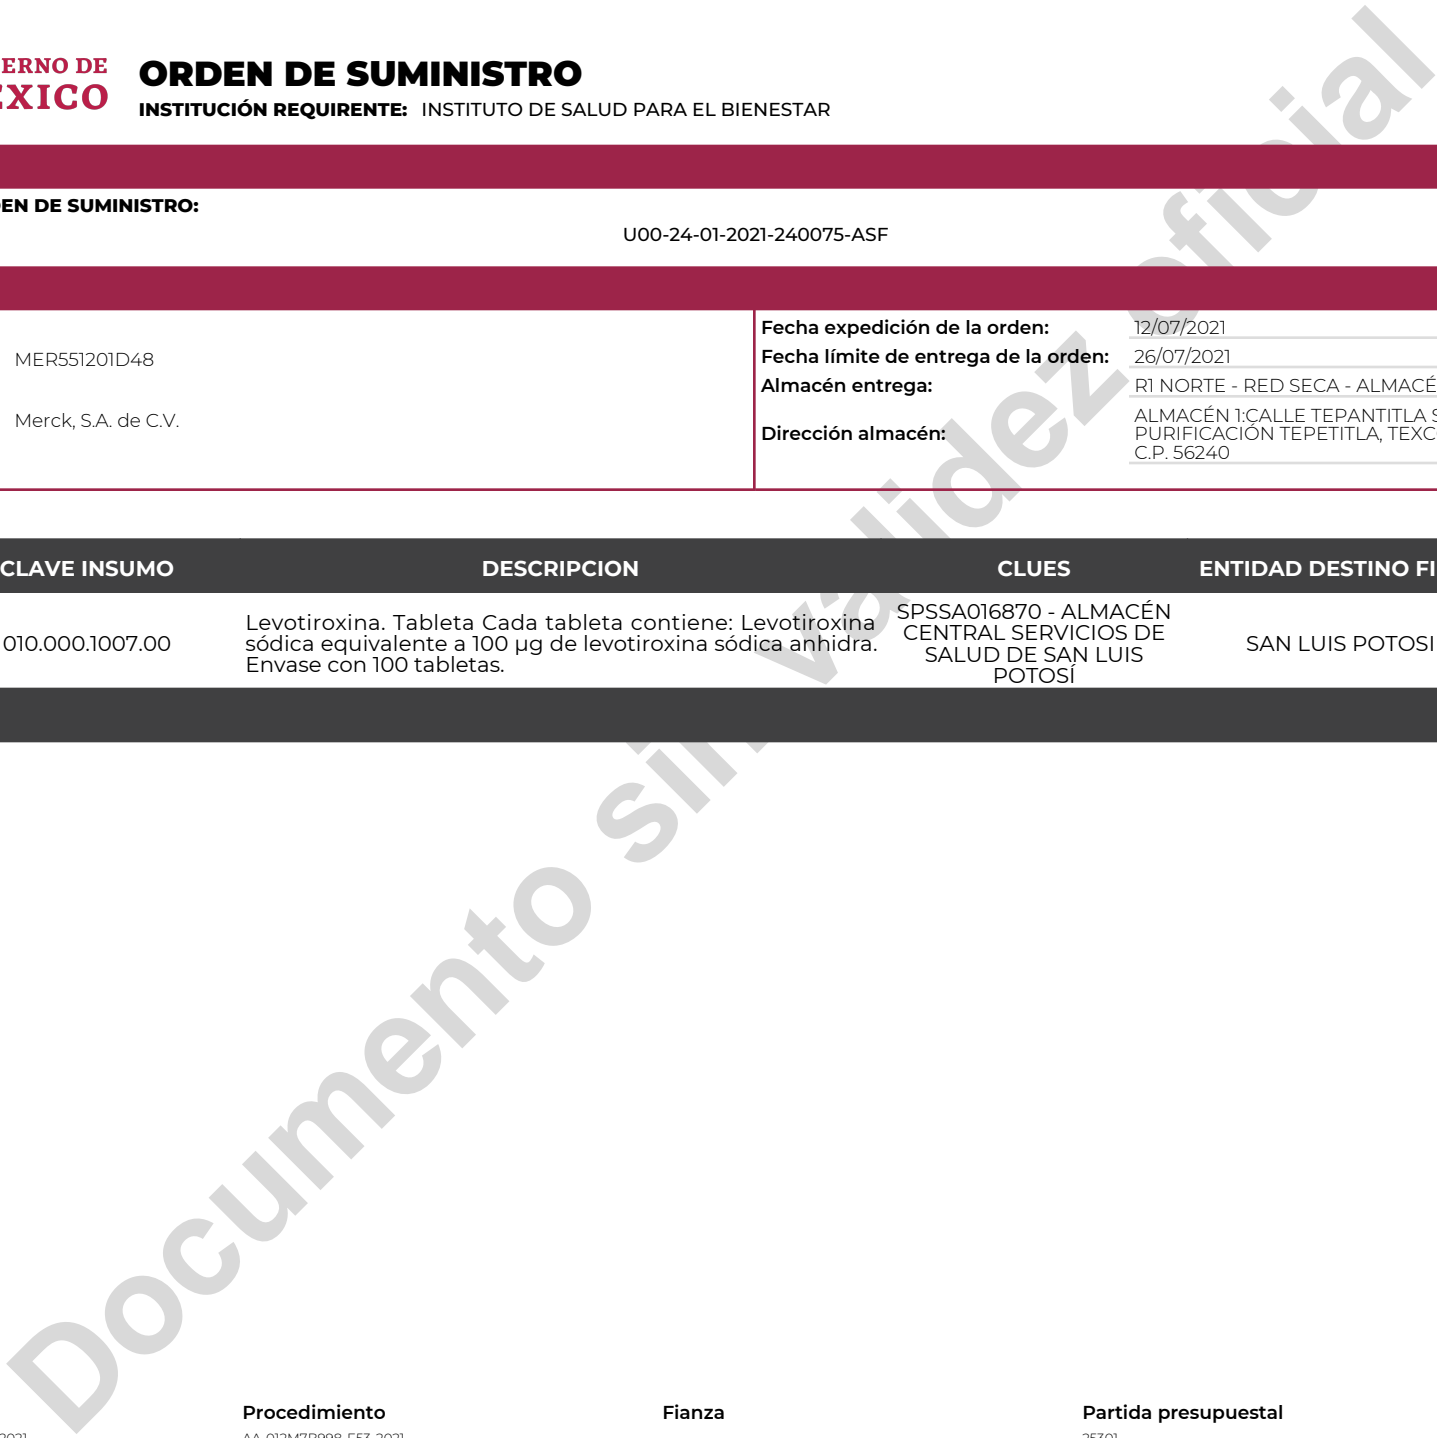 ERNO DE
ORDEN DE SUMINISTRO
INSTITUCIÓN REQUIRENTE: INSTITUTO DE SALUD PARA EL BIENESTAR
EN DE SUMINISTRO:
U00-24-01-2021-240075-ASF
MER551201D48
Merck, S.A. de C.V.
Fecha expedición de la orden: 12/07/2021
Fecha límite de entrega de la orden: 26/07/2021
Almacén entrega: R1 NORTE - RED SECA - ALMACÉ
Dirección almacén:
ALMACÉN 1:CALLE TEPANTITLA S
PURIFICACIÓN TEPETITLA, TEXC
C.P. 56240
CLAVE INSUMO DESCRIPCION CLUES ENTIDAD DESTINO FI
010.000.1007.00
Levotiroxina. Tableta Cada tableta contiene: Levotiroxina
sódica equivalente a 100 µg de levotiroxina sódica anhidra.
Envase con 100 tabletas.
SPSSA016870 - ALMACÉN
CENTRAL SERVICIOS DE
SALUD DE SAN LUIS
POTOSÍ
SAN LUIS POTOSI
Documento sin validez oficial
Procedimiento Fianza Partida presupuestal